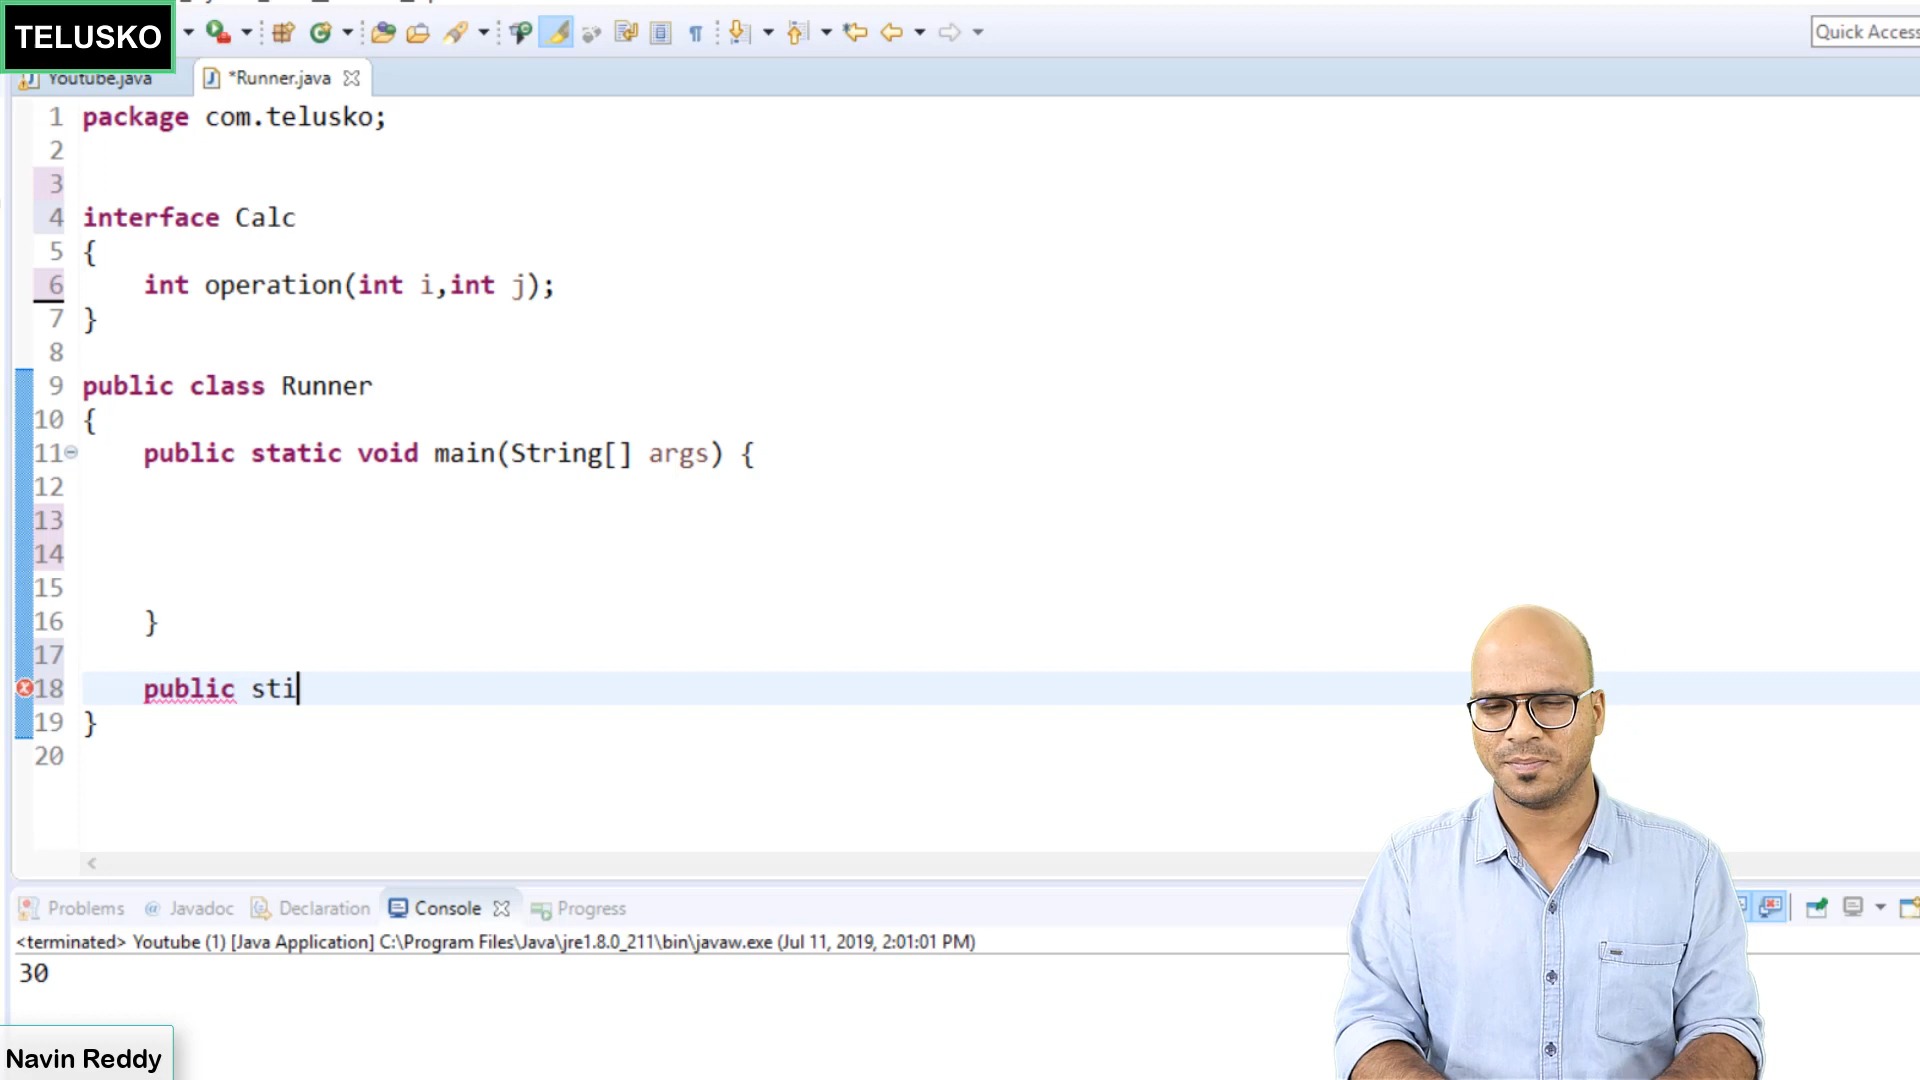 TELUSKO
Quick Access
Youtube.java
*Runner.java
1 package com.telusko;
2
3
4 interface Calc
5 {
6 int operation(int i,int j);
7 }
8
9 public class Runner
10 {
11 public static void main(String[] args) {
12
13
14
15
16 }
17
18 public sti
19 }
20
Problems @ Javadoc Declaration Console Progress
<terminated> Youtube (1) [Java Application] C:\Program Files\Java\jre1.8.0_211\bin\javaw.exe (Jul 11, 2019, 2:01:01 PM)
30
Navin Reddy